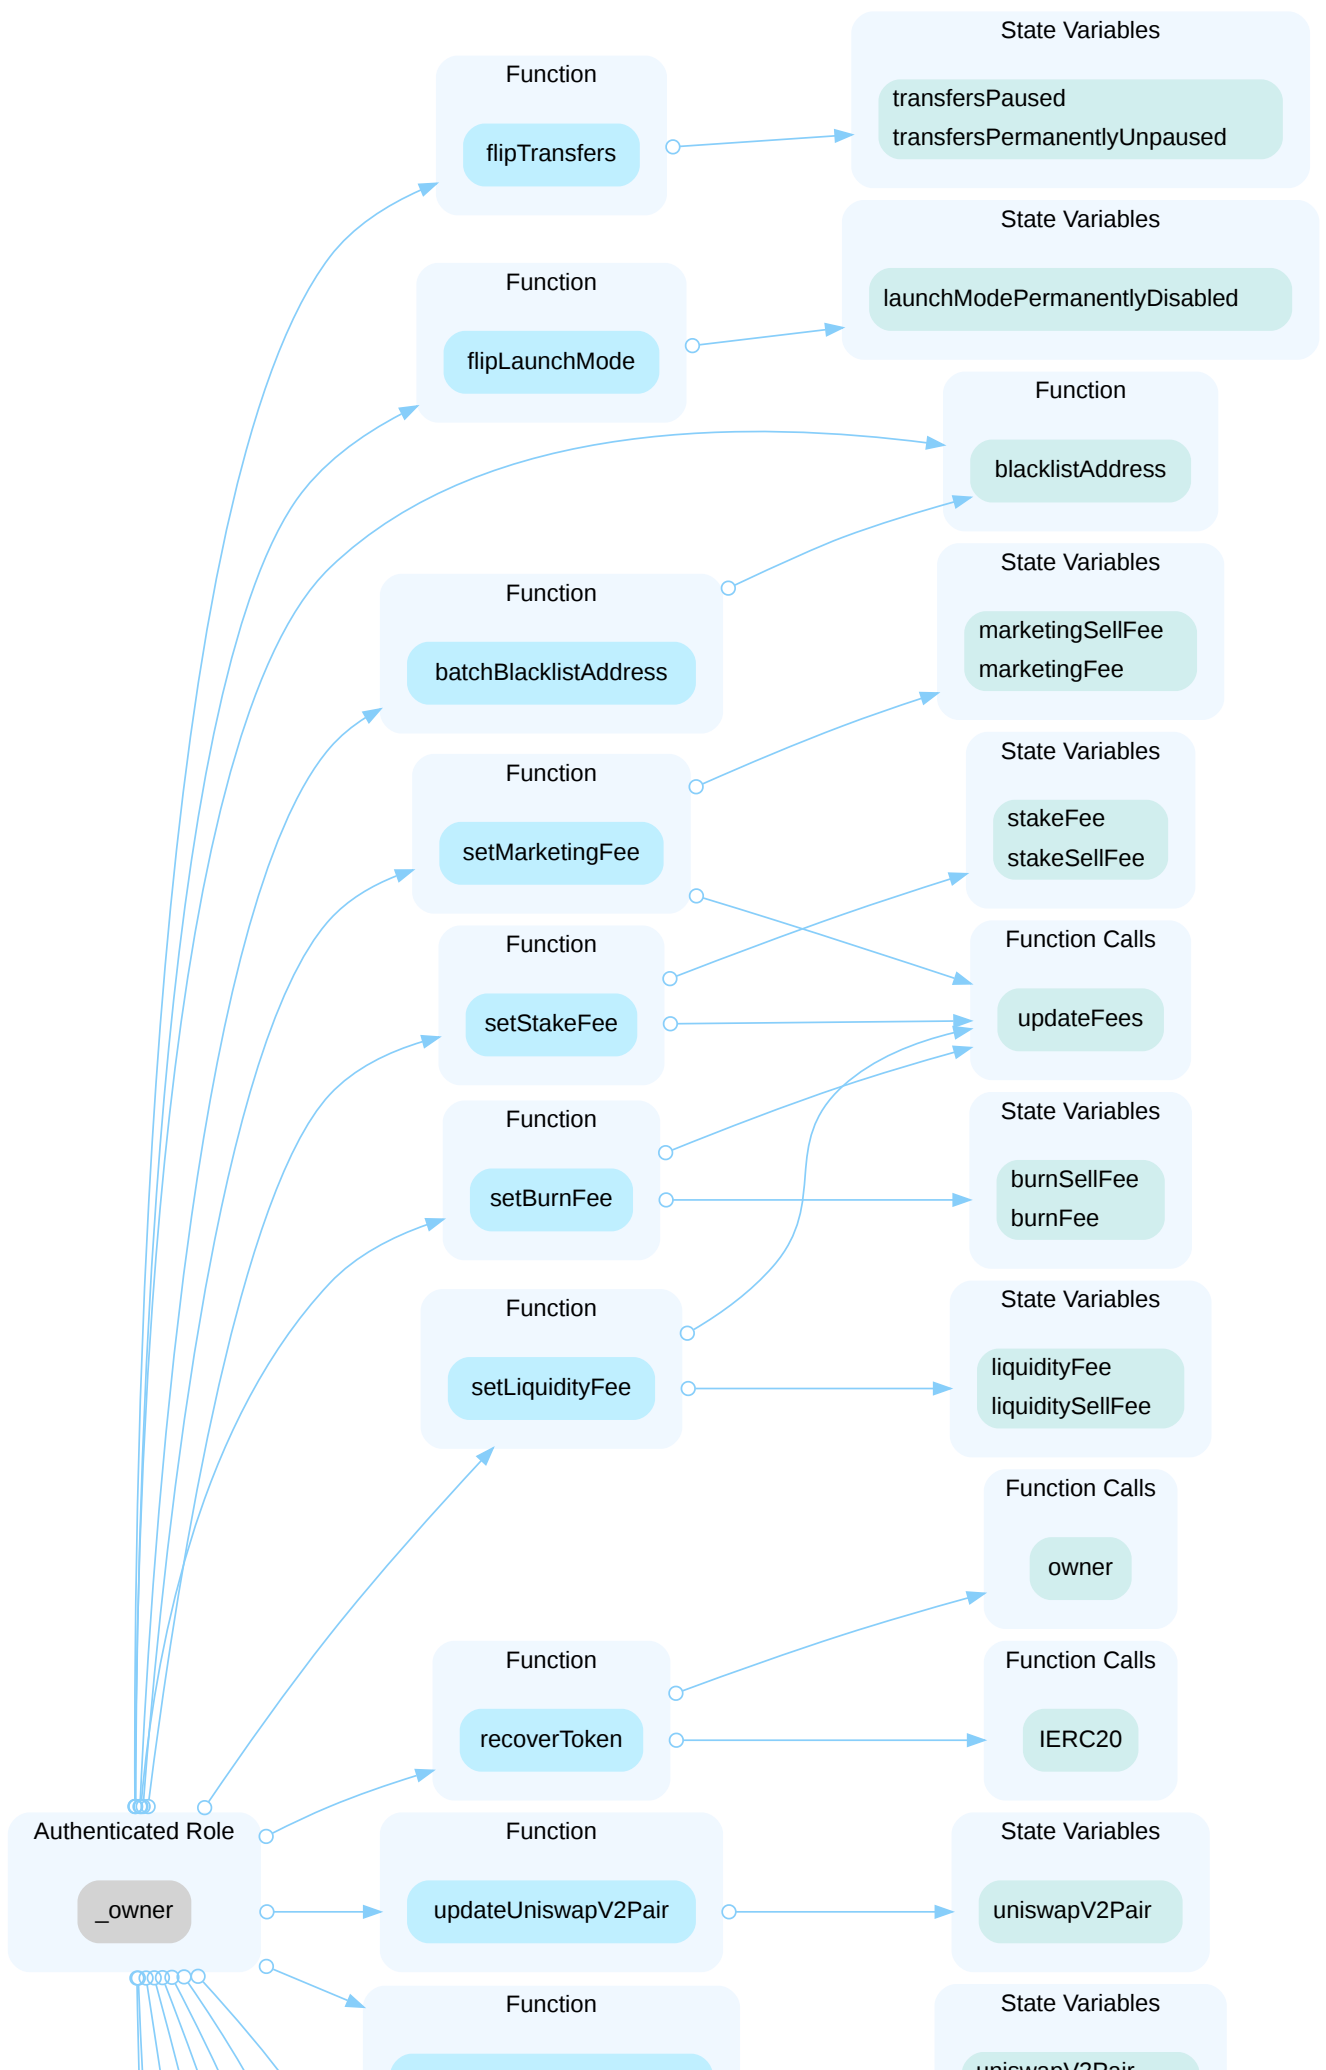 State Variables
transfersPaused
transfersPermanentlyUnpaused
Function
flipTransfers
State Variables
launchModePermanentlyDisabled
Function
flipLaunchMode
Function
blacklistAddress
State Variables
marketingSellFee
marketingFee
Function
batchBlacklistAddress
State Variables
stakeFee
stakeSellFee
Function
setMarketingFee
Function Calls
updateFees
Function
setStakeFee
State Variables
burnSellFee
burnFee
Function
setBurnFee
State Variables
liquidityFee
liquiditySellFee
Function
setLiquidityFee
Function Calls
owner
Function Calls
IERC20
Function
recoverToken
Authenticated Role
_owner
Function
updateUniswapV2Pair
State Variables
uniswapV2Pair
Function
State Variables
uniswapV2Pair